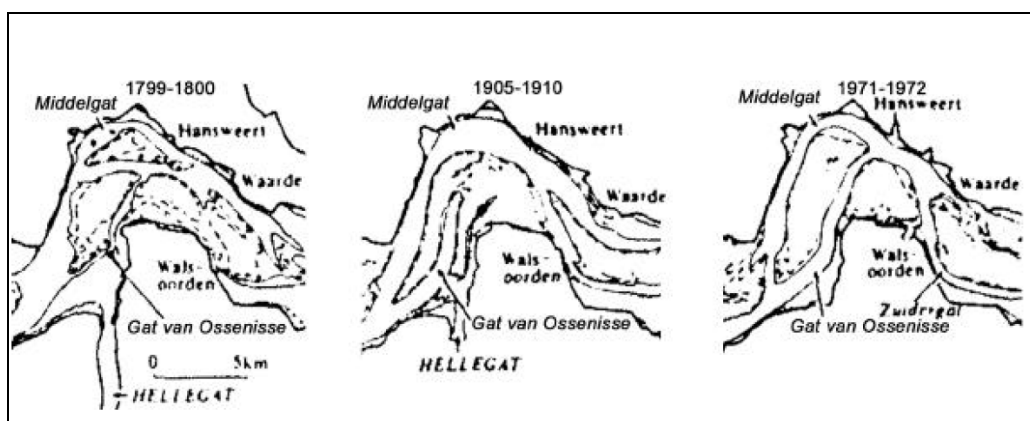 1799-1800
Middelgat
Hansweert
Waarde
Wals-
oorden
Gat van Ossenisse
0 5km
HELLEGAT
1905-1910
Middelgat
Hansweert
Waarde
Wals-
oorden
Gat van Ossenisse
HELLEGAT
1971-1972
Middelgat
Hansweert
Waarde
Wals-
oorden
Zuidergat
Gat van Ossenisse